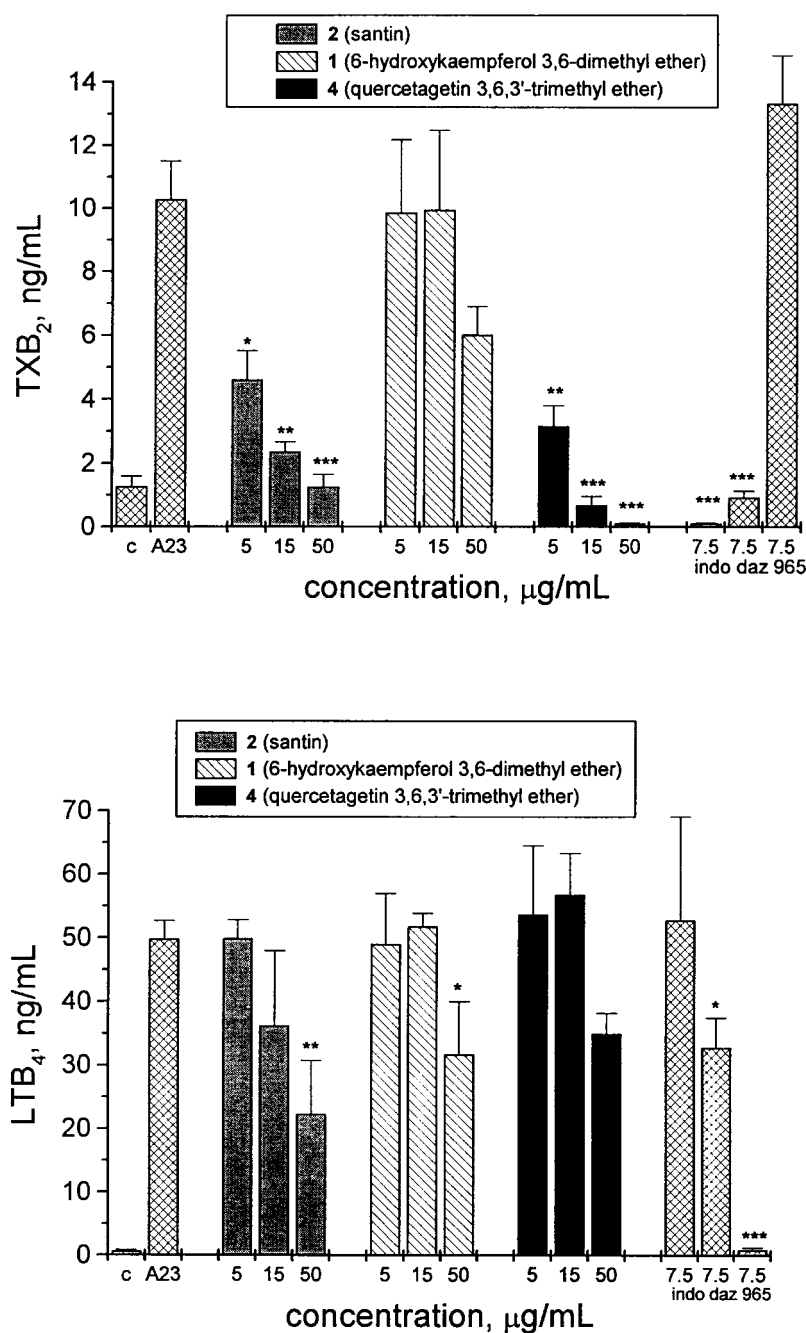 2 (santin)
1 (6-hydroxykaempferol 3,6-dimethyl ether)
4 (quercetagetin 3,6,3'-trimethyl ether)
TXB₂, ng/mL
14
12
10
8
6
4
2
0
*
**
***
**
***
***
***
***
c A23 5 15 50 5 15 50 5 15 50 7.5 7.5 7.5
indo daz 965
concentration, μg/mL
2 (santin)
1 (6-hydroxykaempferol 3,6-dimethyl ether)
4 (quercetagetin 3,6,3'-trimethyl ether)
LTB₄, ng/mL
70
60
50
40
30
20
10
0
**
*
*
***
c A23 5 15 50 5 15 50 5 15 50 7.5 7.5 7.5
indo daz 965
concentration, μg/mL